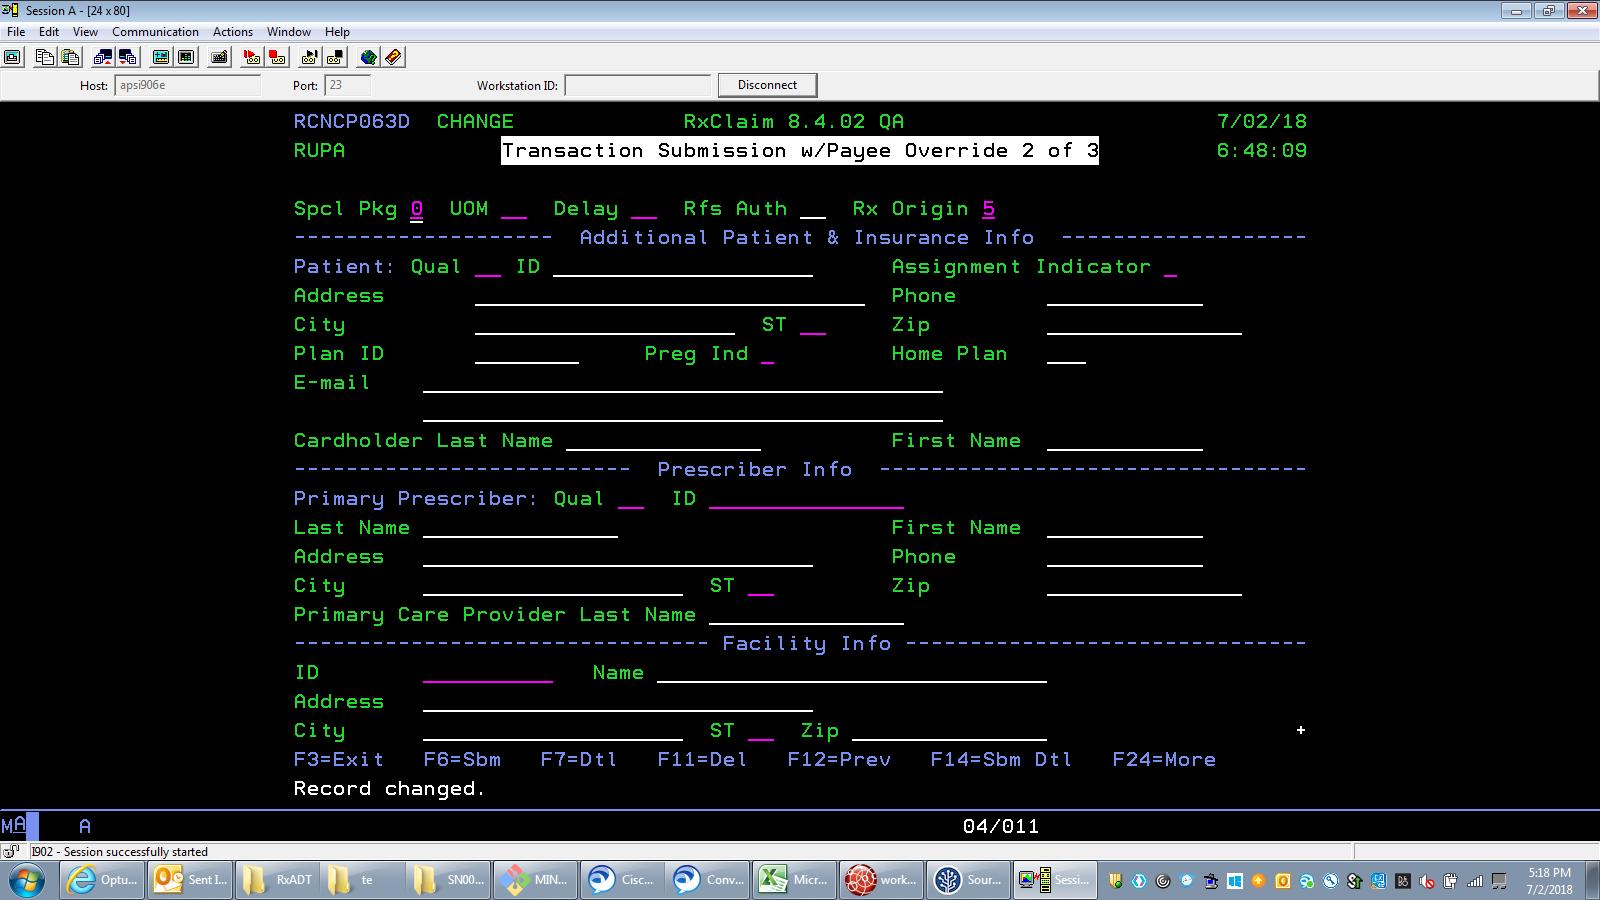 Session A - [24 x 80]
File Edit View Communication Actions Window Help
Host: apsi906e Port: 23 Workstation ID: Disconnect
RCNCP063D CHANGE RxClaim 8.4.02 QA 7/02/18
RUPA Transaction Submission w/Payee Override 2 of 3 6:48:09
Spcl Pkg 0 UOM __ Delay __ Rfs Auth __ Rx Origin 5
-------------------- Additional Patient & Insurance Info -------------------
Patient: Qual ID Assignment Indicator
Address Phone
City ST Zip
Plan ID Preg Ind Home Plan
E-mail
Cardholder Last Name First Name
-------------------------- Prescriber Info ---------------------------------
Primary Prescriber: Qual ID
Last Name First Name
Address Phone
City ST Zip
Primary Care Provider Last Name
-------------------------------- Facility Info -------------------------------
ID Name
Address
City ST Zip +
F3=Exit F6=Sbm F7=Dtl F11=Del F12=Prev F14=Sbm Dtl F24=More
Record changed.
MA A 04/011
I902 - Session successfully started
Optu... Sent I... RxADT te SN00... MIN... Cisc... Conv... Micr... work... Sour... Sessi... 5:18 PM
7/2/2018